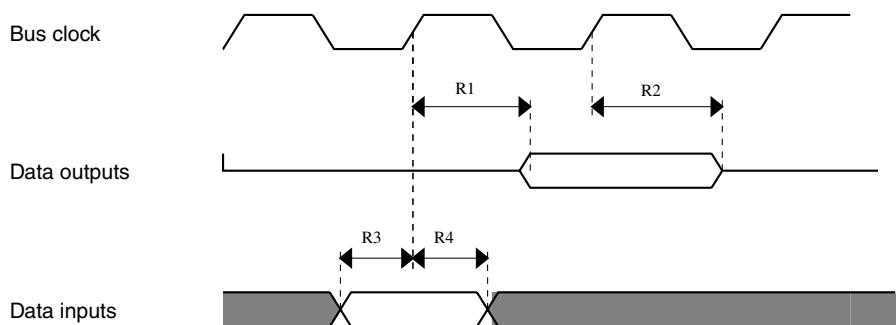 Bus clock
R1
R2
Data outputs
R3
R4
Data inputs